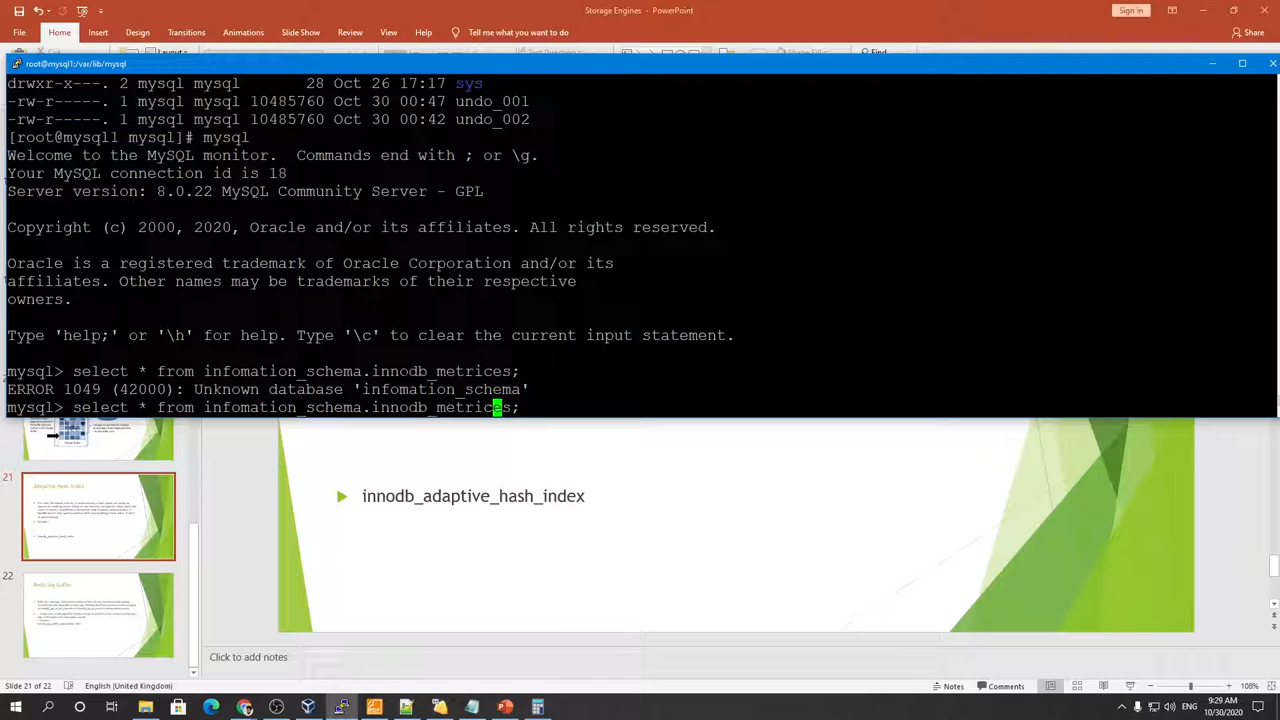 Storage Engines - PowerPoint
Sign in
File Home Insert Design Transitions Animations Slide Show Review View Help Tell me what you want to do Share
Find
root@mysql1:/var/lib/mysql
drwxr-x---. 2 mysql mysql 28 Oct 26 17:17 sys
-rw-r-----. 1 mysql mysql 10485760 Oct 30 00:47 undo_001
-rw-r-----. 1 mysql mysql 10485760 Oct 30 00:42 undo_002
[root@mysql1 mysql]# mysql
Welcome to the MySQL monitor.  Commands end with ; or \g.
Your MySQL connection id is 18
Server version: 8.0.22 MySQL Community Server - GPL
Copyright (c) 2000, 2020, Oracle and/or its affiliates. All rights reserved.
Oracle is a registered trademark of Oracle Corporation and/or its
affiliates. Other names may be trademarks of their respective
owners.
Type 'help;' or '\h' for help. Type '\c' to clear the current input statement.
mysql> select * from infomation_schema.innodb_metrices;
ERROR 1049 (42000): Unknown database 'infomation_schema'
mysql> select * from infomation_schema.innodb_metrices;
21
Adaptive Hash Index
innodb_adaptive_hash_index
22
Redo log Buffer
Click to add notes
Slide 21 of 22 English (United Kingdom) Notes Comments 108%
9:29 AM
ENG
10/30/2020